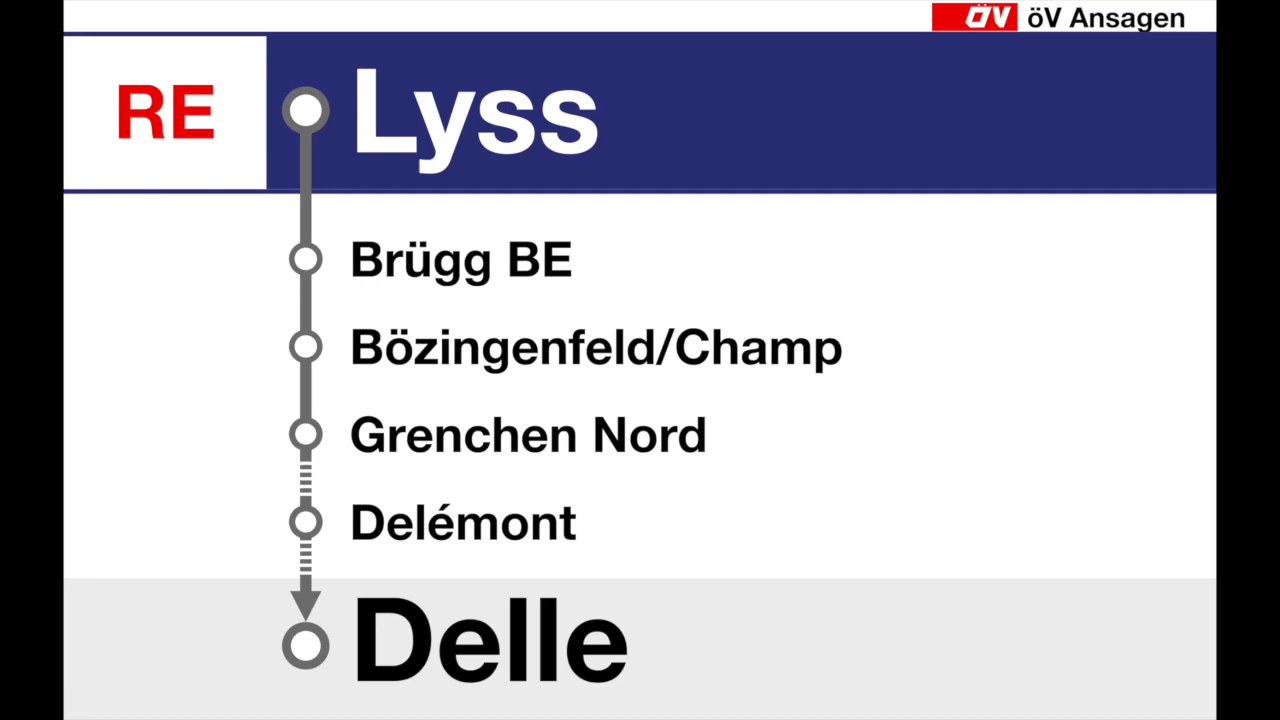 ÖV öV Ansagen
RE
Lyss
Brügg BE
Bözingenfeld/Champ
Grenchen Nord
Delémont
Delle